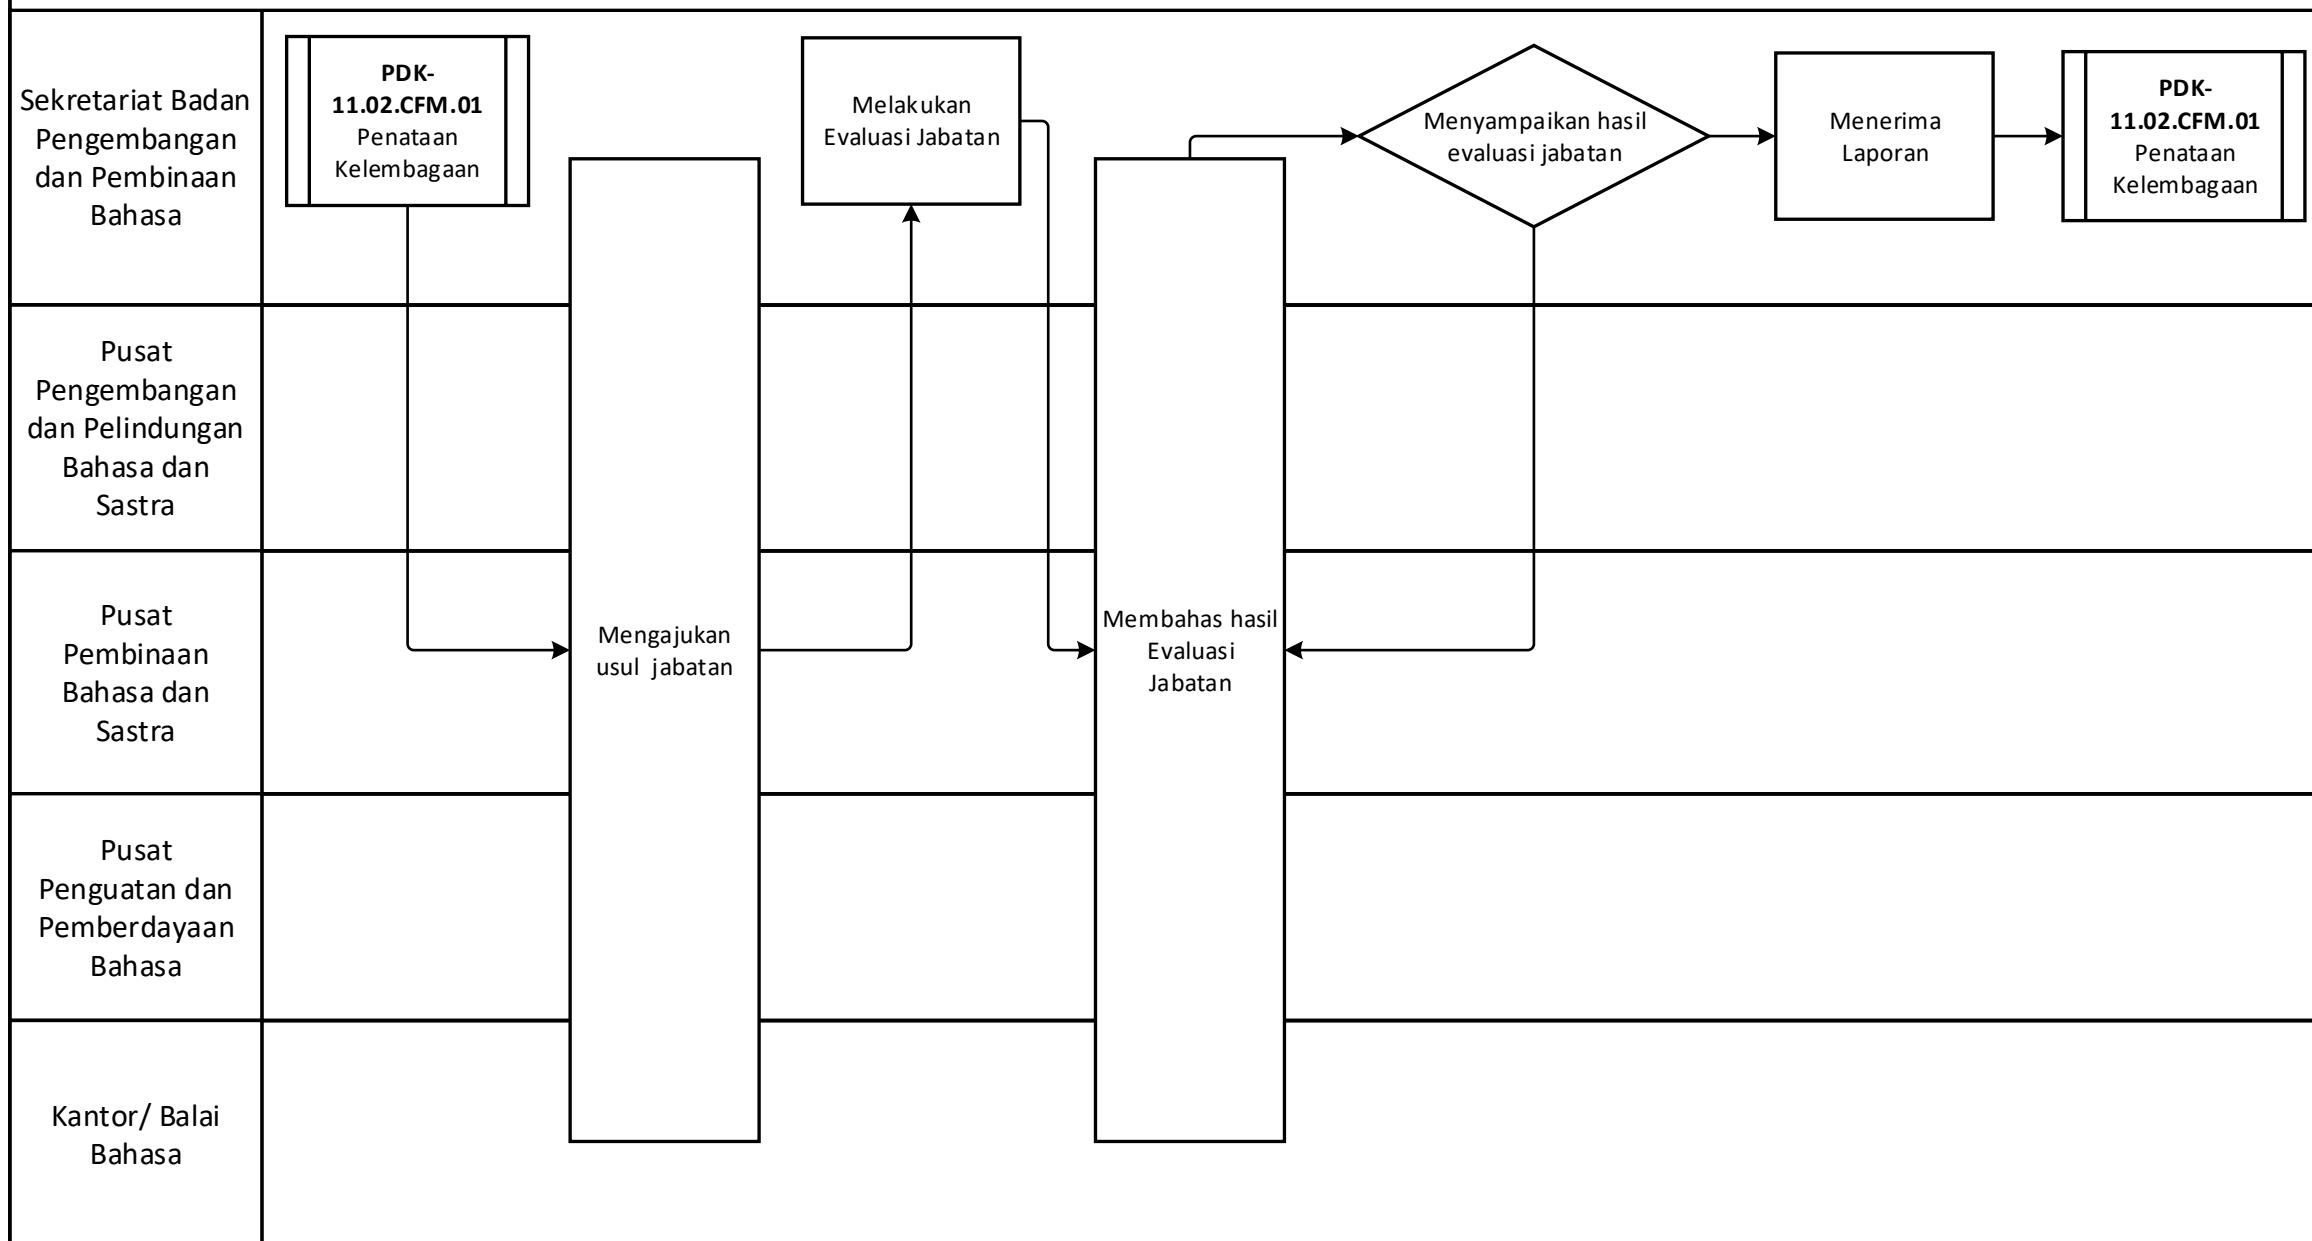 Sekretariat Badan
Pengembangan
dan Pembinaan
Bahasa
PDK-
11.02.CFM.01
Penataan
Kelembagaan
Melakukan
Evaluasi Jabatan
Menyampaikan hasil
evaluasi jabatan
Menerima
Laporan
PDK-
11.02.CFM.01
Penataan
Kelembagaan
Pusat
Pengembangan
dan Pelindungan
Bahasa dan
Sastra
Pusat
Pembinaan
Bahasa dan
Sastra
Mengajukan
usul jabatan
Membahas hasil
Evaluasi
Jabatan
Pusat
Penguatan dan
Pemberdayaan
Bahasa
Kantor/ Balai
Bahasa